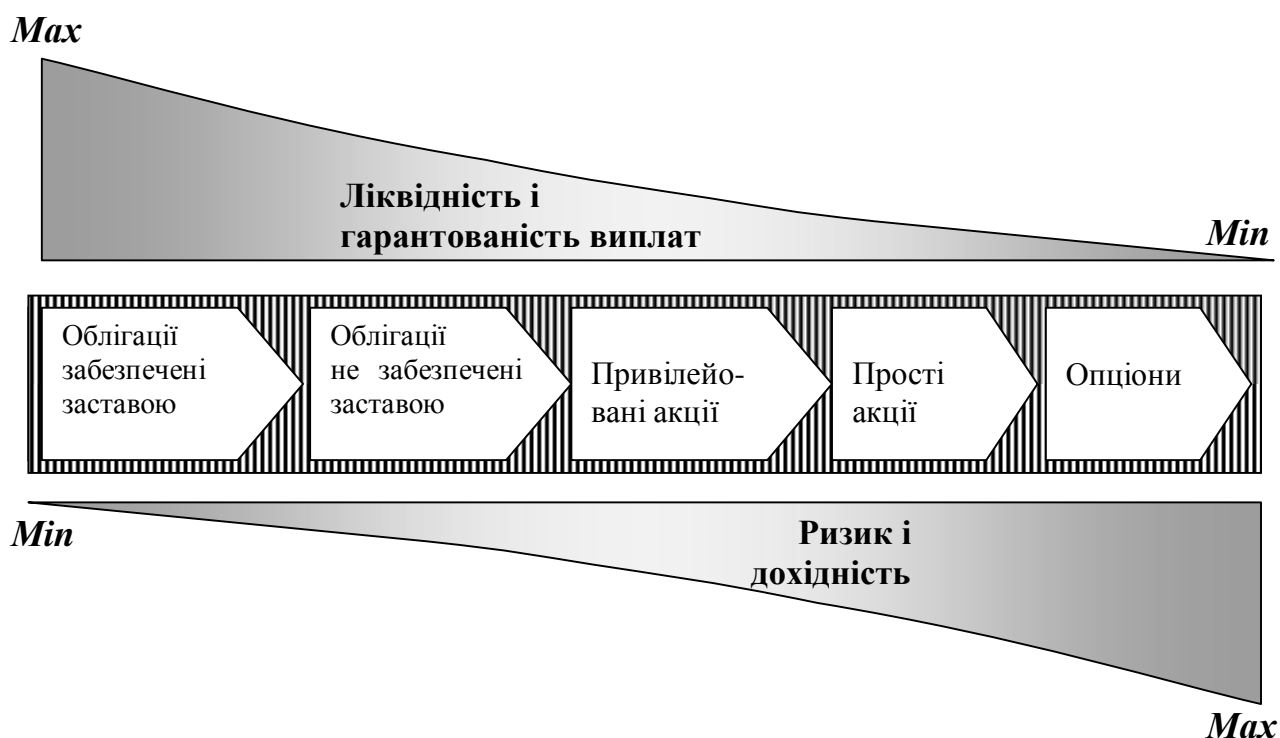 Max
Ліквідність і
гарантованість виплат
Min
Облігації
забезпечені
заставою
Облігації
не забезпечені
заставою
Привілейо-
вані акції
Прості
акції
Опціони
Min
Ризик і
дохідність
Max